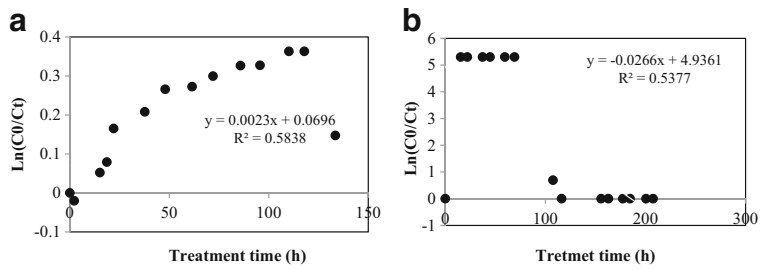 a
0.4
0.3
0.2
0.1
0
-0.1
0
50
100
150
Ln(C0/Ct)
y = 0.0023x + 0.0696
R² = 0.5838
Treatment time (h)
b
6
5
4
3
2
1
0
-1
0
100
200
300
Ln(C0/Ct)
y = -0.0266x + 4.9361
R² = 0.5377
Tretmet time (h)